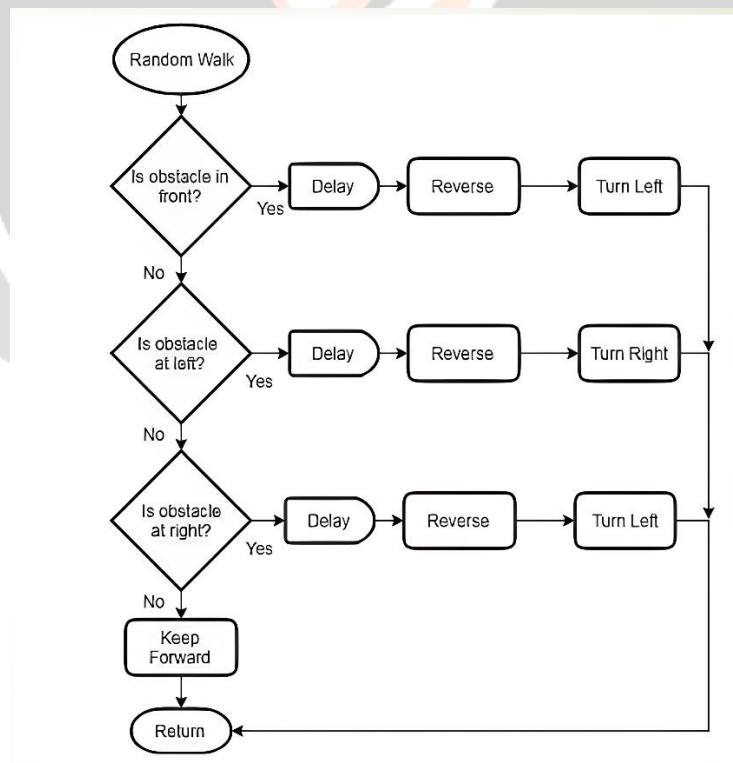 Random Walk
Is obstacle in
front?
Yes
Delay
Reverse
Turn Left
No
Is obstacle
at left?
Yes
Delay
Reverse
Turn Right
No
Is obstacle
at right?
Yes
Delay
Reverse
Turn Left
No
Keep
Forward
Return